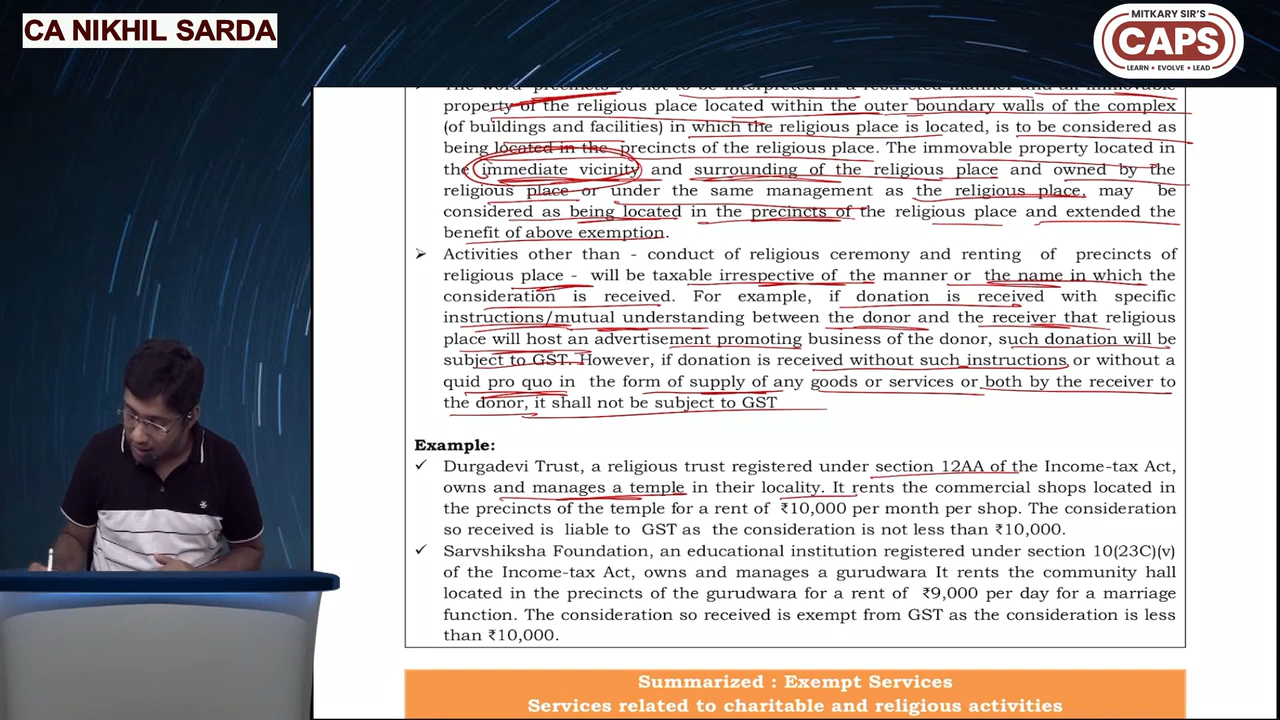 CA NIKHIL SARDA
MITKARY SIR'S
CAPS
LEARN • EVOLVE • LEAD
The word precincts is not to be interpreted in a restricted manner and all immovable
property of the religious place located within the outer boundary walls of the complex
(of buildings and facilities) in which the religious place is located, is to be considered as
being located in the precincts of the religious place. The immovable property located in
the immediate vicinity and surrounding of the religious place and owned by the
religious place or under the same management as the religious place, may be
considered as being located in the precincts of the religious place and extended the
benefit of above exemption.
➢ Activities other than - conduct of religious ceremony and renting of precincts of
religious place - will be taxable irrespective of the manner or the name in which the
consideration is received. For example, if donation is received with specific
instructions/mutual understanding between the donor and the receiver that religious
place will host an advertisement promoting business of the donor, such donation will be
subject to GST. However, if donation is received without such instructions or without a
quid pro quo in the form of supply of any goods or services or both by the receiver to
the donor, it shall not be subject to GST
Example:
✓ Durgadevi Trust, a religious trust registered under section 12AA of the Income-tax Act,
owns and manages a temple in their locality. It rents the commercial shops located in
the precincts of the temple for a rent of ₹10,000 per month per shop. The consideration
so received is liable to GST as the consideration is not less than ₹10,000.
✓ Sarvshiksha Foundation, an educational institution registered under section 10(23C)(v)
of the Income-tax Act, owns and manages a gurudwara It rents the community hall
located in the precincts of the gurudwara for a rent of ₹9,000 per day for a marriage
function. The consideration so received is exempt from GST as the consideration is less
than ₹10,000.
Summarized : Exempt Services
Services related to charitable and religious activities